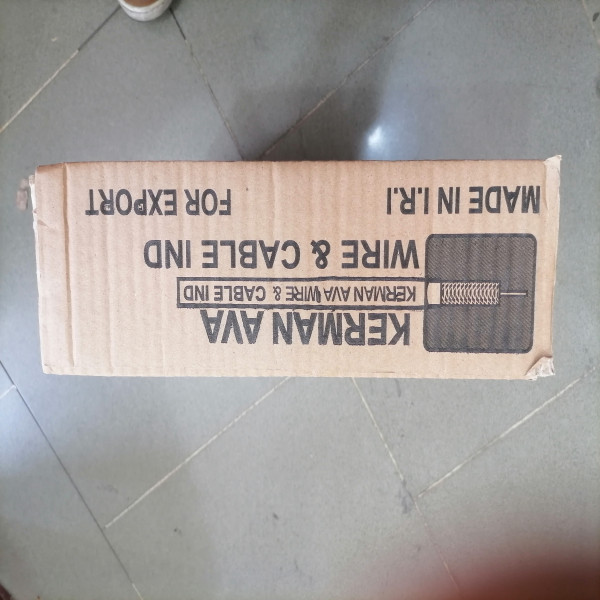 KERMAN AVA
KERMAN AVA WIRE & CABLE IND
WIRE & CABLE IND
MADE IN I.R.I
FOR EXPORT